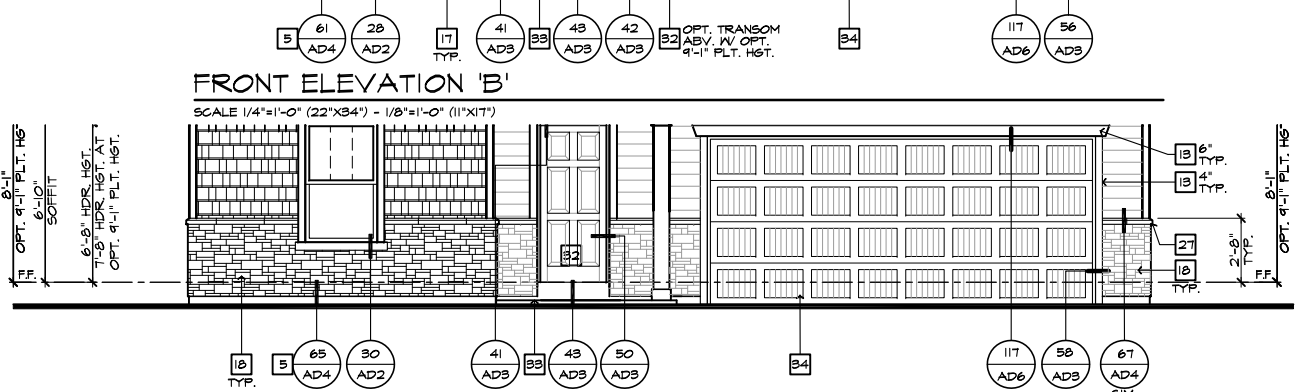 5
61
AD4
28
AD2
17
TYP.
41
AD3
33
43
AD3
42
AD3
32
OPT. TRANSOM
ABV. W/ OPT.
9'-1" PLT. HGT.
34
117
AD6
56
AD3
FRONT ELEVATION 'B'
SCALE 1/4"=1'-0" (22"X34") - 1/8"=1'-0" (11"X17")
8'-1"
OPT. 9'-1" PLT. HG
6'-10"
SOFFIT
6'-8" HDR. HGT.
7'-8" HDR. HGT. AT
OPT. 9'-1" PLT. HGT.
F.F.
32
13
6"
TYP.
13
4"
TYP.
27
18
TYP.
2'-8"
TYP.
8'-1"
OPT. 9'-1" PLT. HG
F.F.
18
TYP.
5
65
AD4
30
AD2
41
AD3
33
43
AD3
50
AD3
34
117
AD6
58
AD3
67
AD4